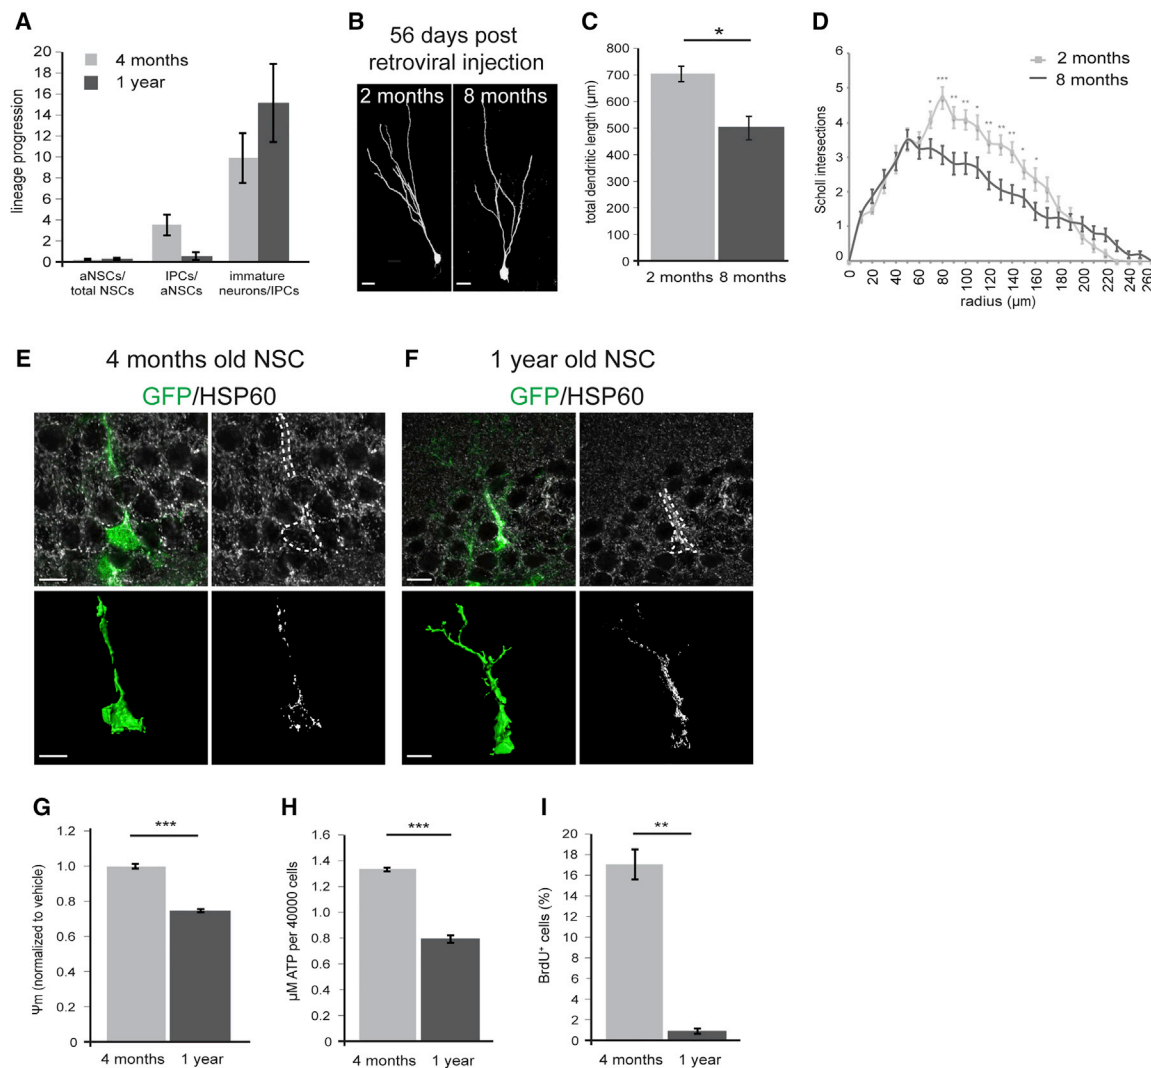 A
lineage progression
20
18
16
14
12
10
8
6
4
2
0
4 months
1 year
aNSCs/
total NSCs
IPCs/
aNSCs
immature
neurons/IPCs
B
56 days post
retroviral injection
2 months
8 months
C
total dendritic length (µm)
800
700
600
500
400
300
200
100
0
*
2 months
8 months
D
Scholl intersections
6
5
4
3
2
1
0
2 months
8 months
*
***
**
**
*
**
**
**
*
*
0
20
40
60
80
100
120
140
160
180
200
220
240
260
radius (µm)
E
4 months old NSC
GFP/HSP60
F
1 year old NSC
GFP/HSP60
G
Ψm (normalized to vehicle)
1.2
1.0
0.8
0.6
0.4
0.2
0
***
4 months
1 year
H
µM ATP per 40000 cells
1.6
1.4
1.2
1.0
0.8
0.6
0.4
0.2
0
***
4 months
1 year
I
BrdU⁺ cells (%)
20
18
16
14
12
10
8
6
4
2
0
**
4 months
1 year